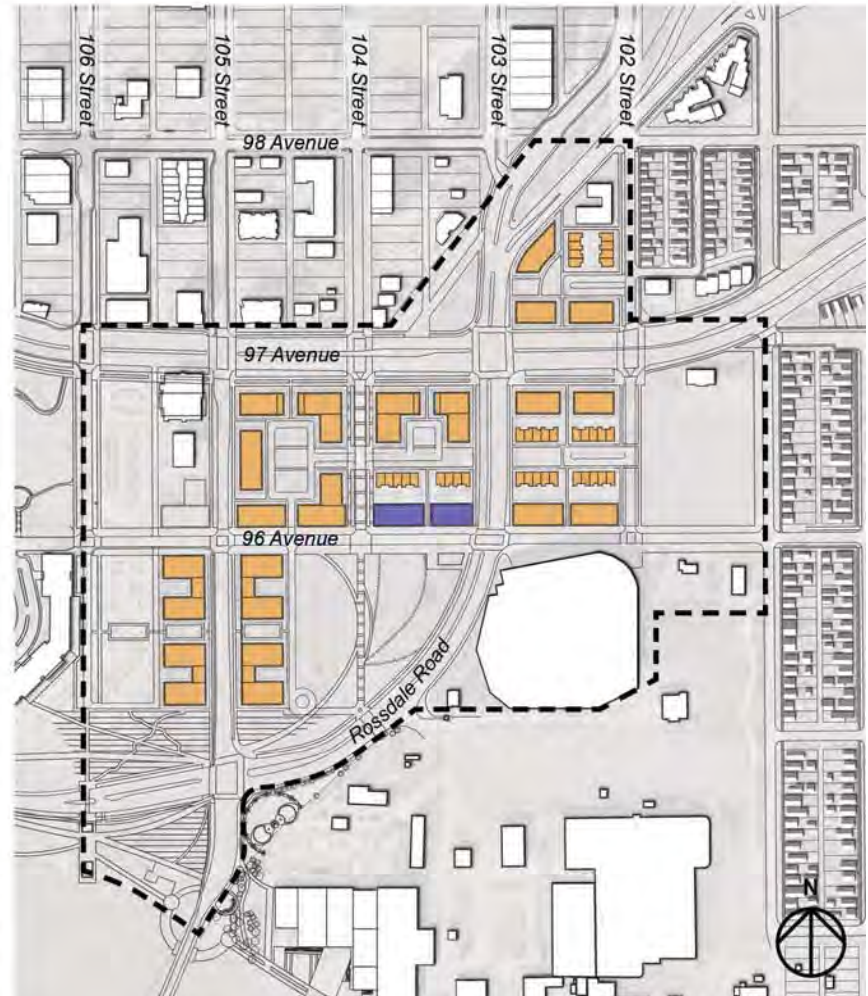 106 Street
105 Street
104 Street
103 Street
102 Street
98 Avenue
97 Avenue
96 Avenue
Rossdale Road
N